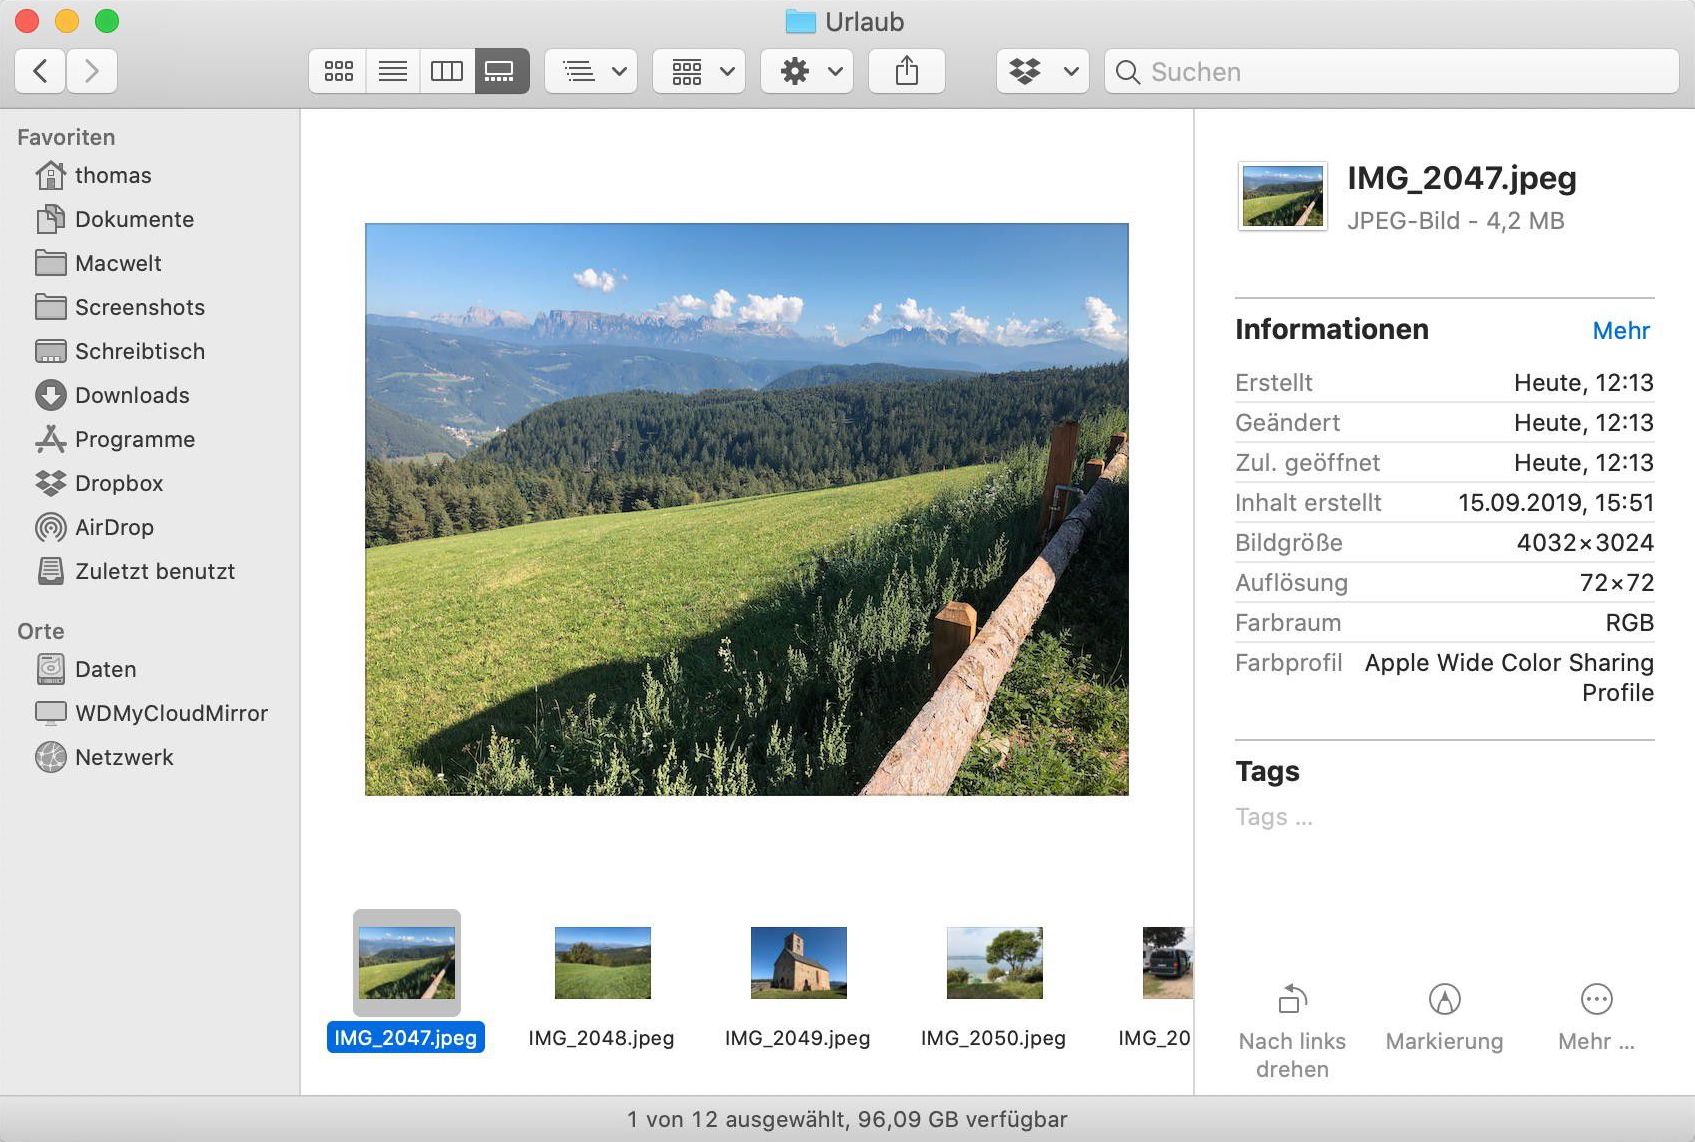 Urlaub
Suchen
Favoriten
thomas
Dokumente
Macwelt
Screenshots
Schreibtisch
Downloads
Programme
Dropbox
AirDrop
Zuletzt benutzt
Orte
Daten
WDMyCloudMirror
Netzwerk
IMG_2047.jpeg
IMG_2048.jpeg
IMG_2049.jpeg
IMG_2050.jpeg
IMG_20
IMG_2047.jpeg
JPEG-Bild - 4,2 MB
Informationen Mehr
Erstellt Heute, 12:13
Geändert Heute, 12:13
Zul. geöffnet Heute, 12:13
Inhalt erstellt 15.09.2019, 15:51
Bildgröße 4032×3024
Auflösung 72×72
Farbraum RGB
Farbprofil Apple Wide Color Sharing
Profile
Tags
Tags ...
Nach links
drehen
Markierung
Mehr ...
1 von 12 ausgewählt, 96,09 GB verfügbar